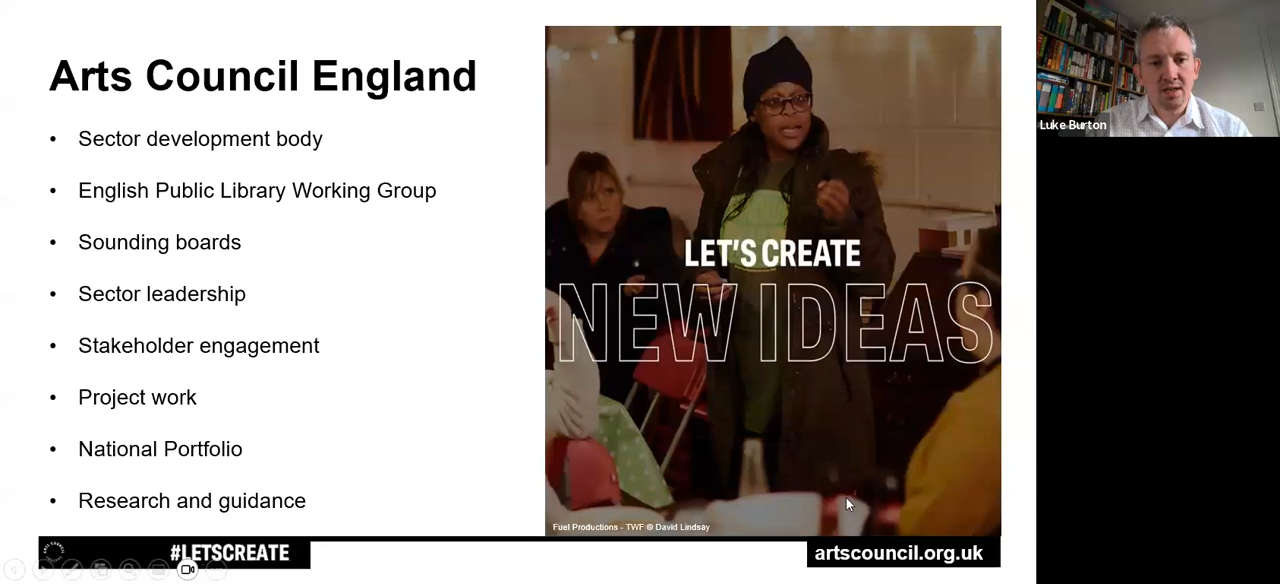 Arts Council England
• Sector development body
• English Public Library Working Group
• Sounding boards
• Sector leadership
• Stakeholder engagement
• Project work
• National Portfolio
• Research and guidance
LET'S CREATE
NEW IDEAS
Fuel Productions - TWF © David Lindsay
#LETSCREATE
artscouncil.org.uk
Luke Burton